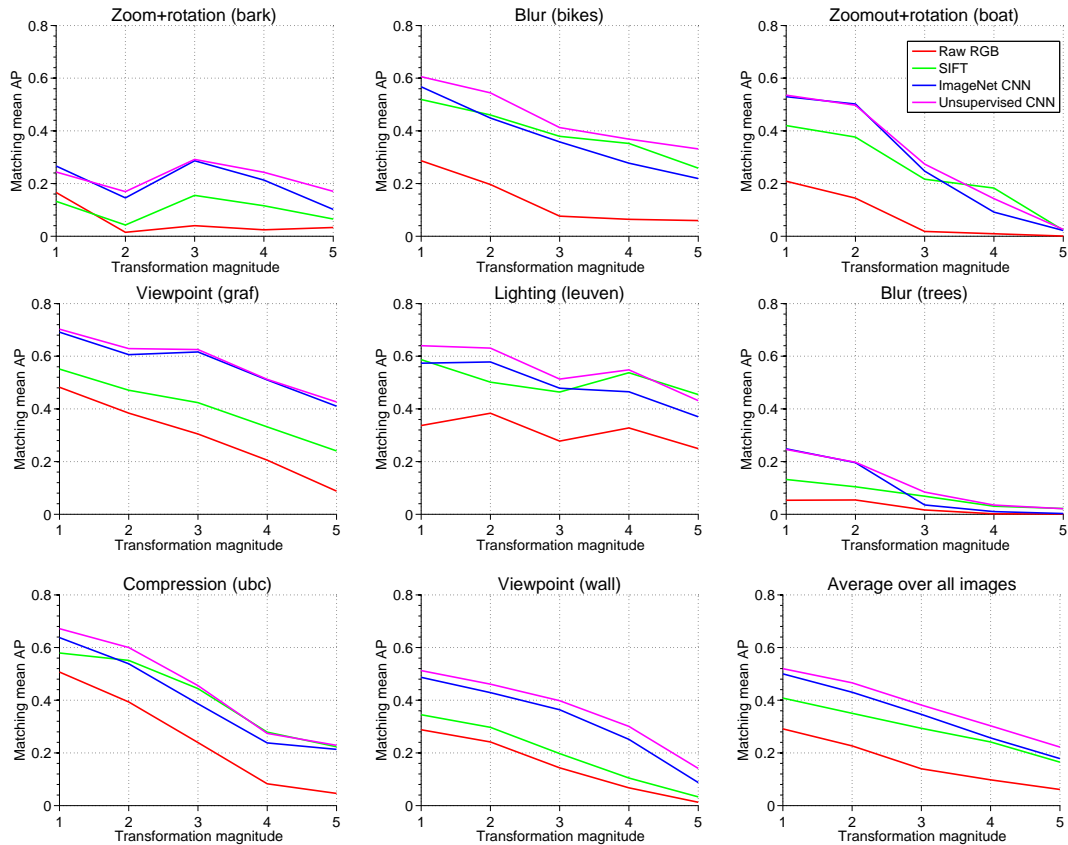 Zoom+rotation (bark)
Matching mean AP
0.8
0.6
0.4
0.2
0
1 2 3 4 5
Transformation magnitude
Blur (bikes)
Matching mean AP
0.8
0.6
0.4
0.2
0
1 2 3 4 5
Transformation magnitude
Zoomout+rotation (boat)
Matching mean AP
0.8
0.6
0.4
0.2
0
1 2 3 4 5
Transformation magnitude
Raw RGB
SIFT
ImageNet CNN
Unsupervised CNN
Viewpoint (graf)
Matching mean AP
0.8
0.6
0.4
0.2
0
1 2 3 4 5
Transformation magnitude
Lighting (leuven)
Matching mean AP
0.8
0.6
0.4
0.2
0
1 2 3 4 5
Transformation magnitude
Blur (trees)
Matching mean AP
0.8
0.6
0.4
0.2
0
1 2 3 4 5
Transformation magnitude
Compression (ubc)
Matching mean AP
0.8
0.6
0.4
0.2
0
1 2 3 4 5
Transformation magnitude
Viewpoint (wall)
Matching mean AP
0.8
0.6
0.4
0.2
0
1 2 3 4 5
Transformation magnitude
Average over all images
Matching mean AP
0.8
0.6
0.4
0.2
0
1 2 3 4 5
Transformation magnitude